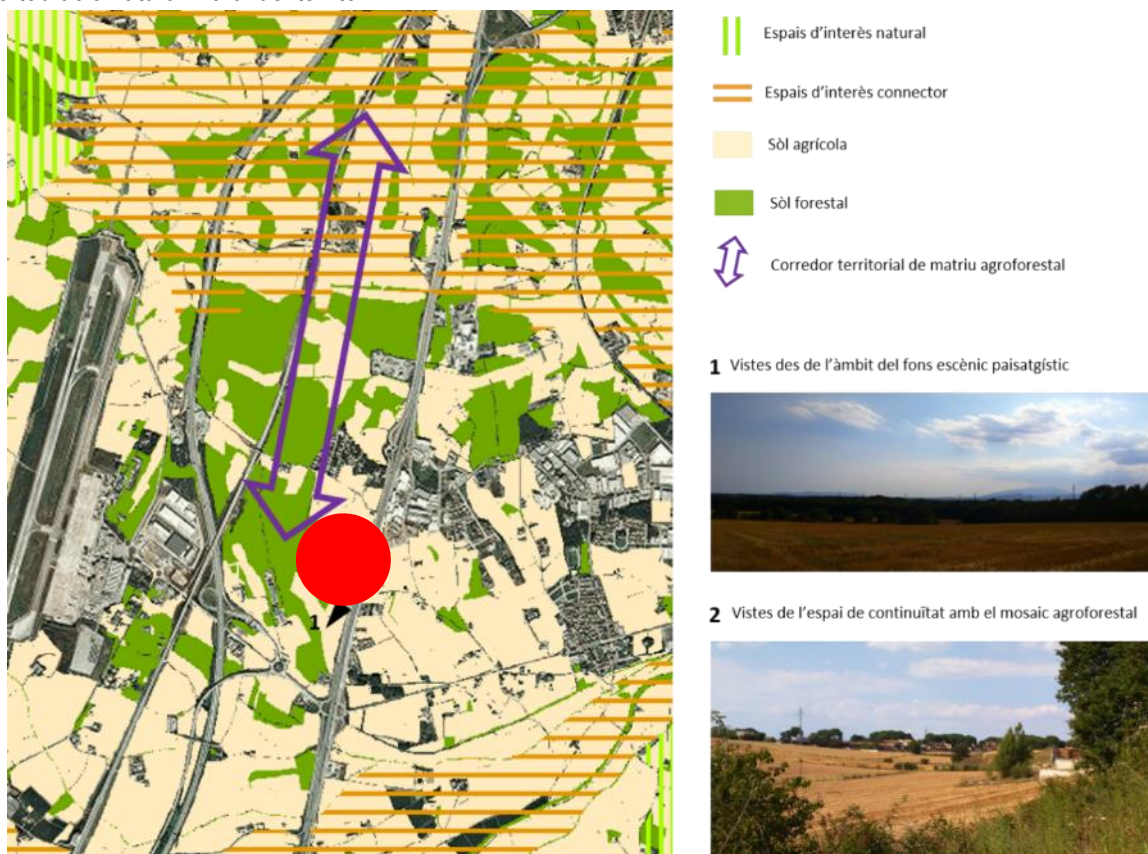 Espais d'interès natural
Espais d'interès connector
Sòl agrícola
Sòl forestal
Corredor territorial de matriu agroforestal
1 Vistes des de l'àmbit del fons escènic paisatgístic
2 Vistes de l'espai de continuïtat amb el mosaic agroforestal
1